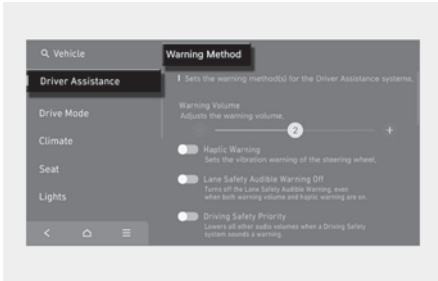 Vehicle
Driver Assistance
Drive Mode
Climate
Seat
Lights
Warning Method
Sets the warning method(s) for the Driver Assistance systems.
Warning Volume
Adjusts the warning volume.
2
Haptic Warning
Sets the vibration warning of the steering wheel.
Lane Safety Audible Warning Off
Turns off the Lane Safety Audible Warning, even
when both warning volume and haptic warning are on.
Driving Safety Priority
Lowers all other audio volumes when a Driving Safety
system sounds a warning.